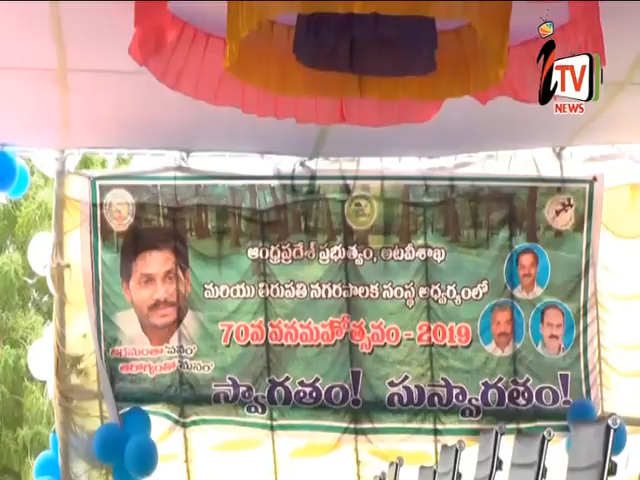 iTV
NEWS
ఆంధ్రప్రదేశ్ ప్రభుత్వం, అటవీశాఖ
మరియు తిరుపతి నగరపాలక సంస్థ ఆధ్వర్యంలో
70వ వనమహోత్సవం - 2019
స్వాగతం! సుస్వాగతం!